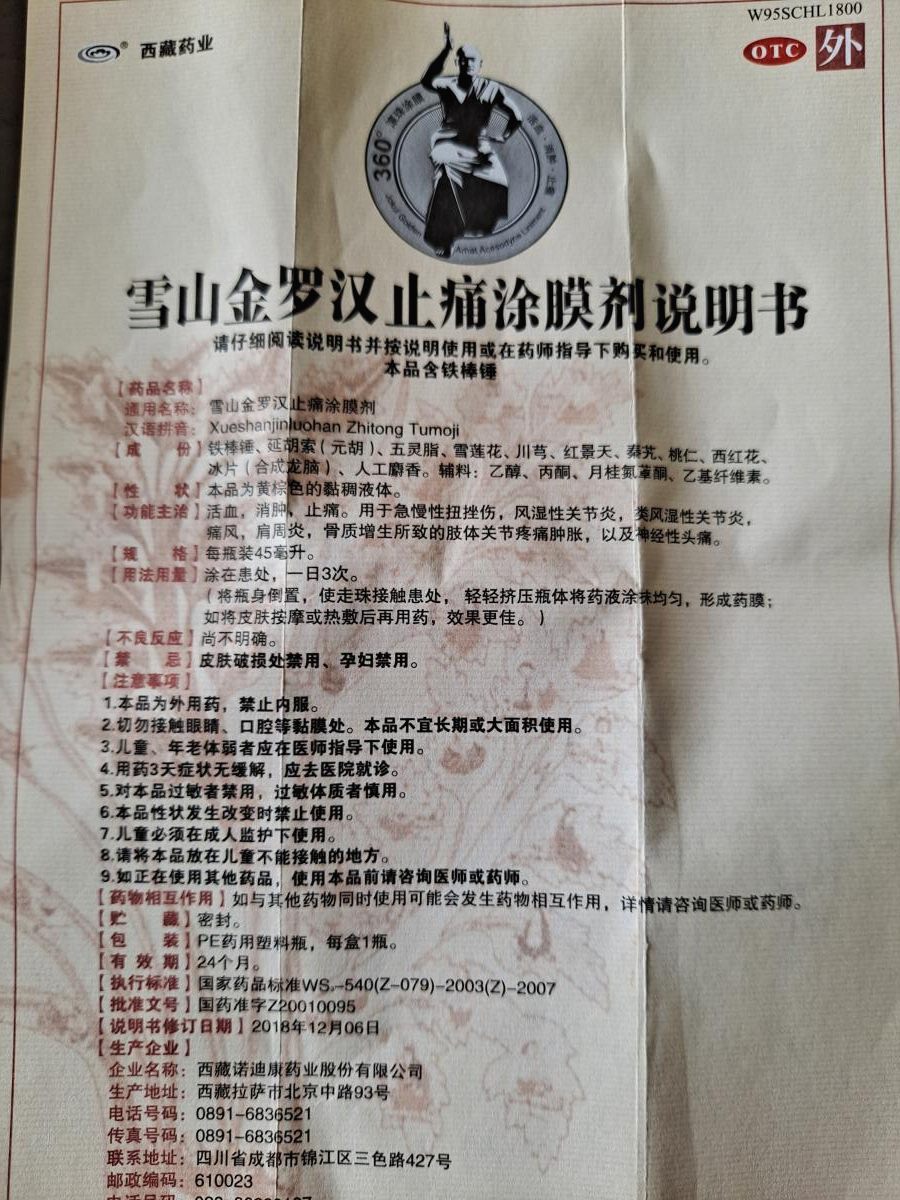 W95SCHL1800
西藏药业
OTC 外
360° 滚珠涂膜
活血·消肿·止痛
雪山金罗汉止痛涂膜剂说明书
请仔细阅读说明书并按说明使用或在药师指导下购买和使用。
本品含铁棒锤
【药品名称】
通用名称：雪山金罗汉止痛涂膜剂
汉语拼音：Xueshanjinluohan Zhitong Tumoji
【成 份】铁棒锤、延胡索（元胡）、五灵脂、雪莲花、川芎、红景天、秦艽、桃仁、西红花、
冰片（合成龙脑）、人工麝香。辅料：乙醇、丙酮、月桂氮䓬酮、乙基纤维素。
【性 状】本品为黄棕色的黏稠液体。
【功能主治】活血，消肿，止痛。用于急慢性扭挫伤，风湿性关节炎，类风湿性关节炎，
痛风，肩周炎，骨质增生所致的肢体关节疼痛肿胀，以及神经性头痛。
【规 格】每瓶装45毫升。
【用法用量】涂在患处，一日3次。
（将瓶身倒置，使走珠接触患处，轻轻挤压瓶体将药液涂抹均匀，形成药膜；
如将皮肤按摩或热敷后再用药，效果更佳。）
【不良反应】尚不明确。
【禁 忌】皮肤破损处禁用、孕妇禁用。
【注意事项】
1.本品为外用药，禁止内服。
2.切勿接触眼睛、口腔等黏膜处。本品不宜长期或大面积使用。
3.儿童、年老体弱者应在医师指导下使用。
4.用药3天症状无缓解，应去医院就诊。
5.对本品过敏者禁用，过敏体质者慎用。
6.本品性状发生改变时禁止使用。
7.儿童必须在成人监护下使用。
8.请将本品放在儿童不能接触的地方。
9.如正在使用其他药品，使用本品前请咨询医师或药师。
【药物相互作用】如与其他药物同时使用可能会发生药物相互作用，详情请咨询医师或药师。
【贮 藏】密封。
【包 装】PE药用塑料瓶，每盒1瓶。
【有 效 期】24个月。
【执行标准】国家药品标准WS₃-540(Z-079)-2003(Z)-2007
【批准文号】国药准字Z20010095
【说明书修订日期】2018年12月06日
【生产企业】
企业名称：西藏诺迪康药业股份有限公司
生产地址：西藏拉萨市北京中路93号
电话号码：0891-6836521
传真号码：0891-6836521
联系地址：四川省成都市锦江区三色路427号
邮政编码：610023